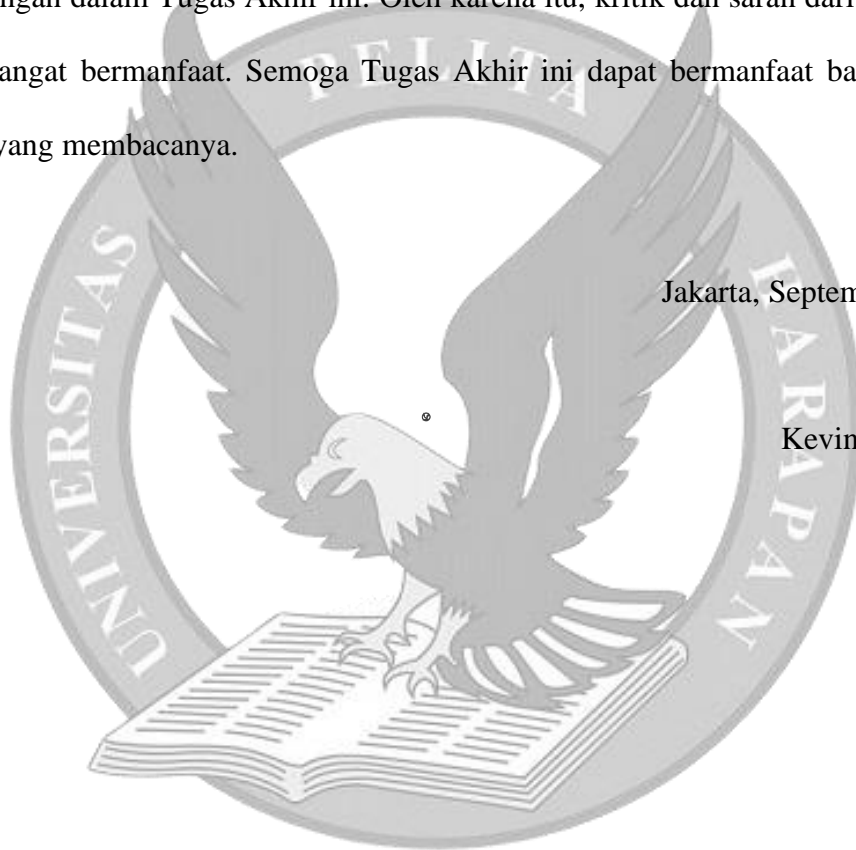 ngan dalam Tugas Akhir ini. Oleh karena itu, kritik dan saran dari
angat bermanfaat. Semoga Tugas Akhir ini dapat bermanfaat ba
yang membacanya.
Jakarta, Septem
Kevin
UNIVERSITAS PELITA HARAPAN